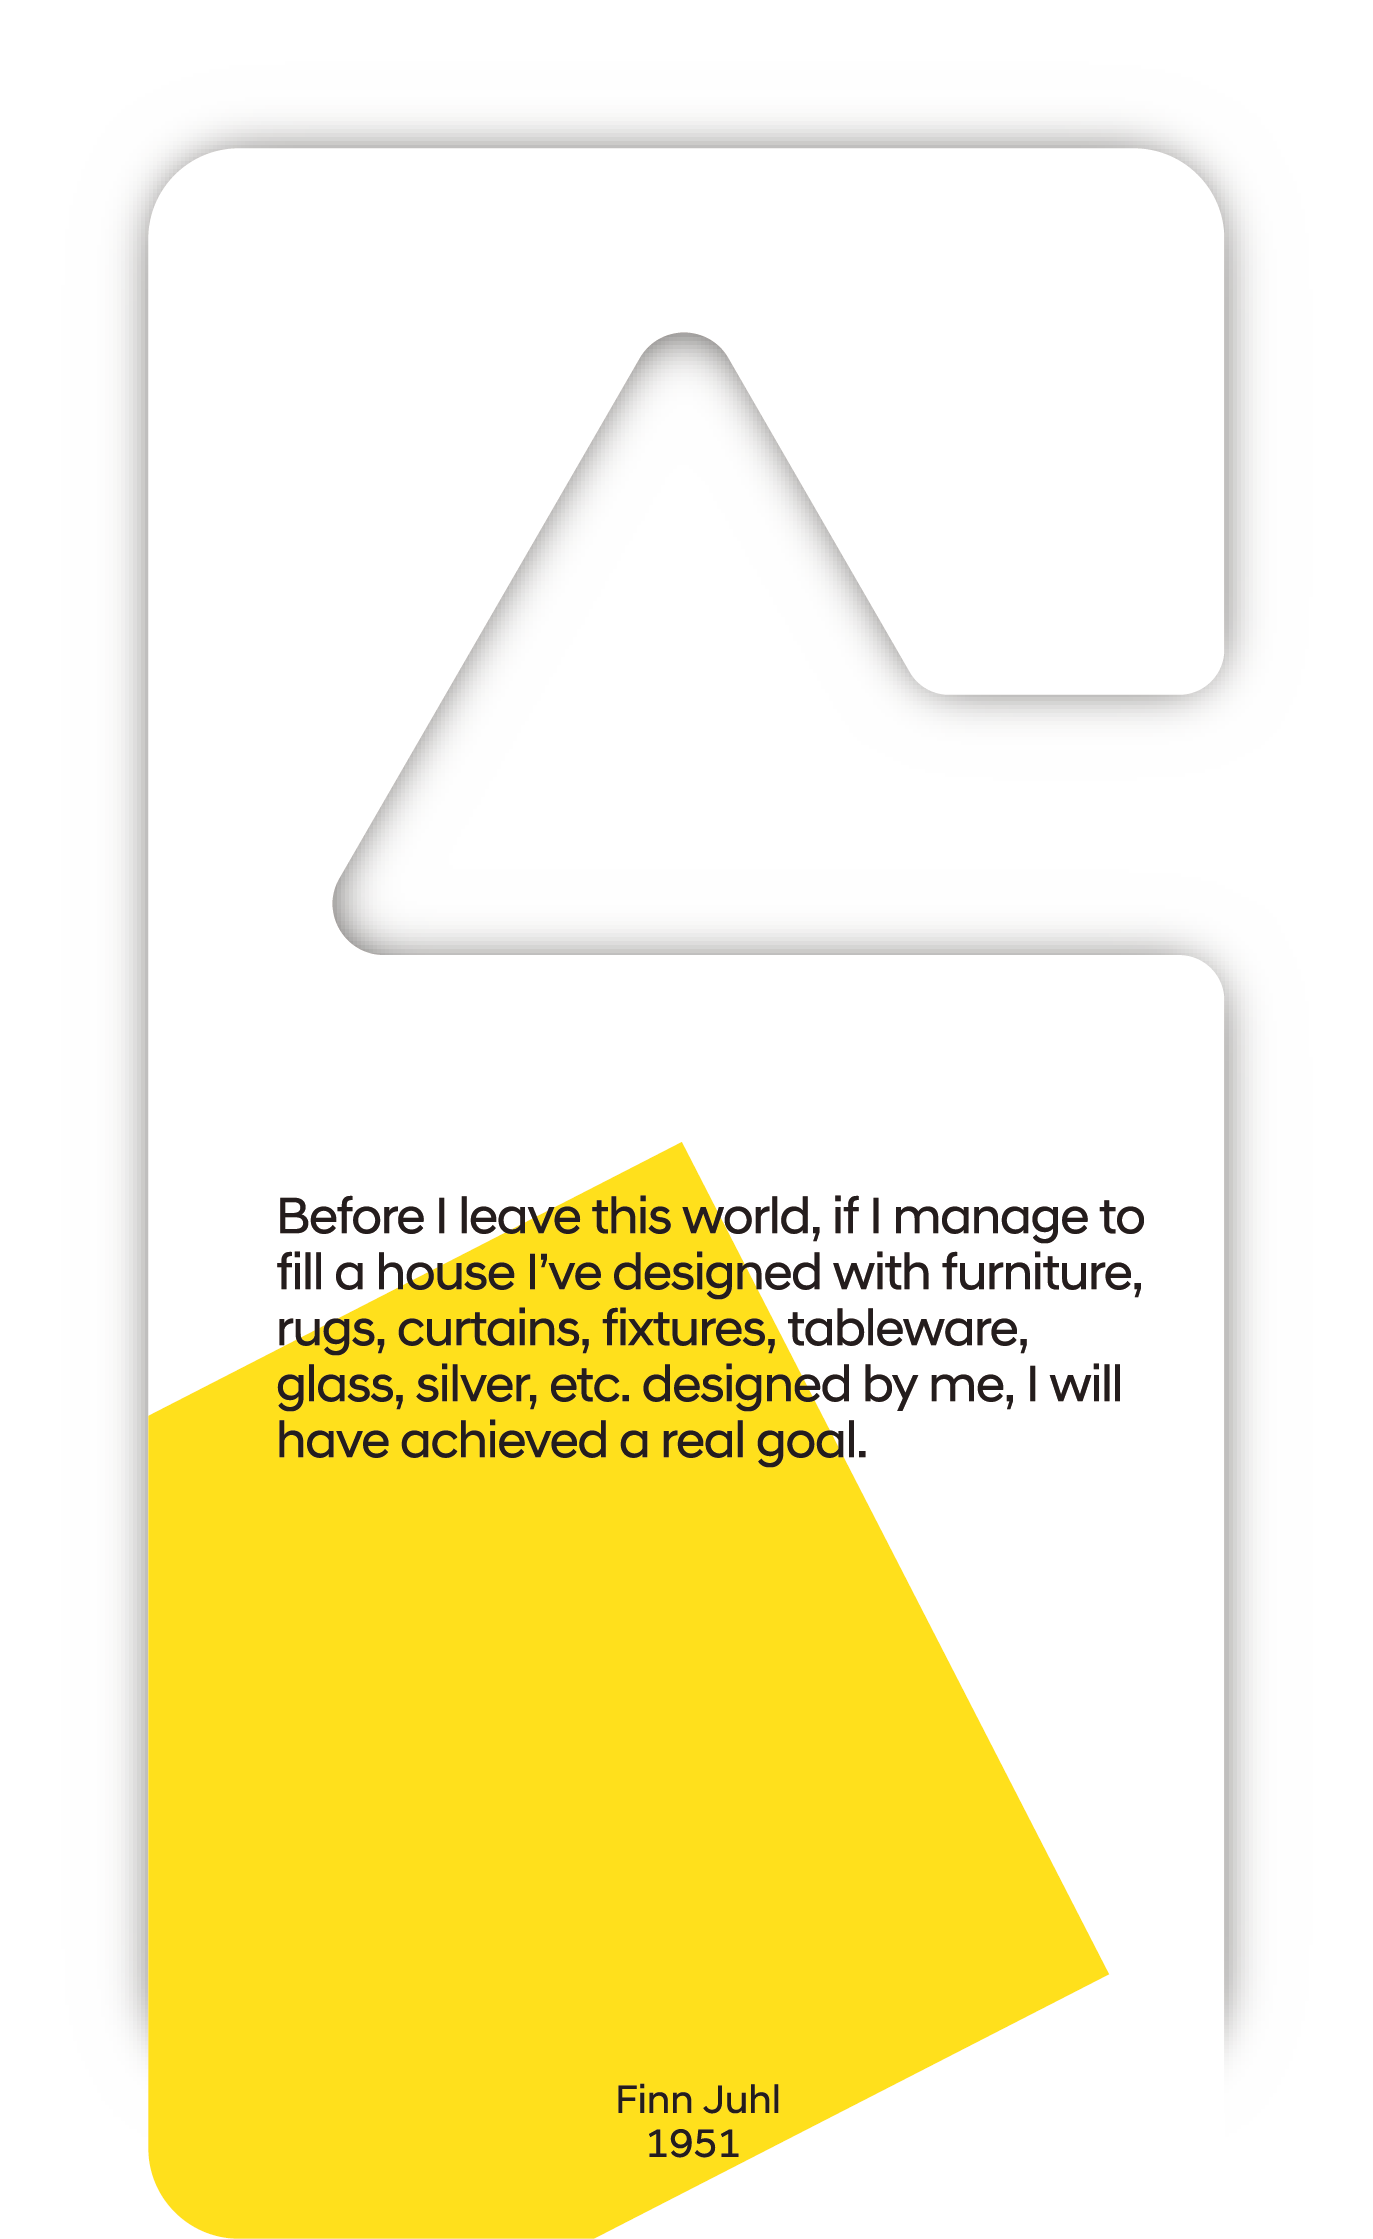 Before I leave this world, if I manage to
fill a house I’ve designed with furniture,
rugs, curtains, fixtures, tableware,
glass, silver, etc. designed by me, I will
have achieved a real goal.
Finn Juhl
1951